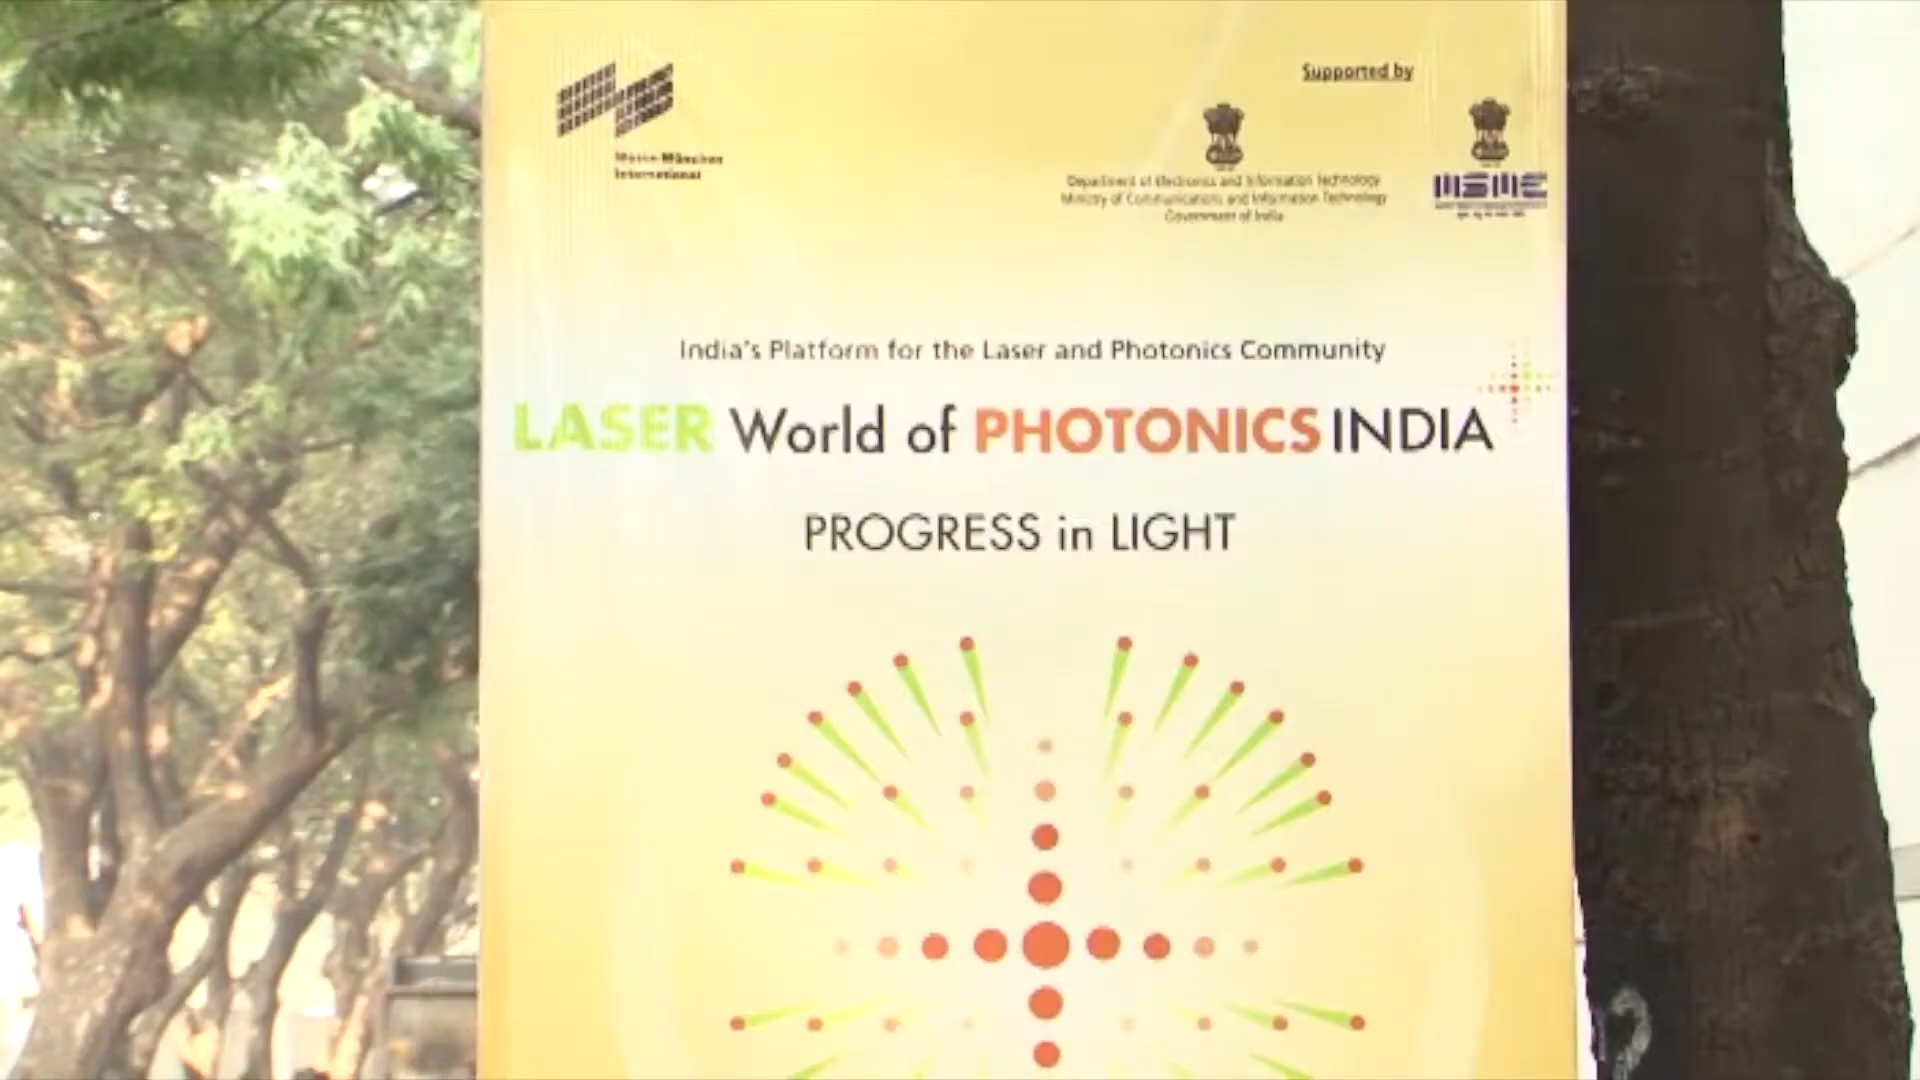 Messe München
International
Supported by
Department of Electronics and Information Technology
Ministry of Communications and Information Technology
Government of India
MSME
India's Platform for the Laser and Photonics Community
LASER World of PHOTONICS INDIA
PROGRESS in LIGHT